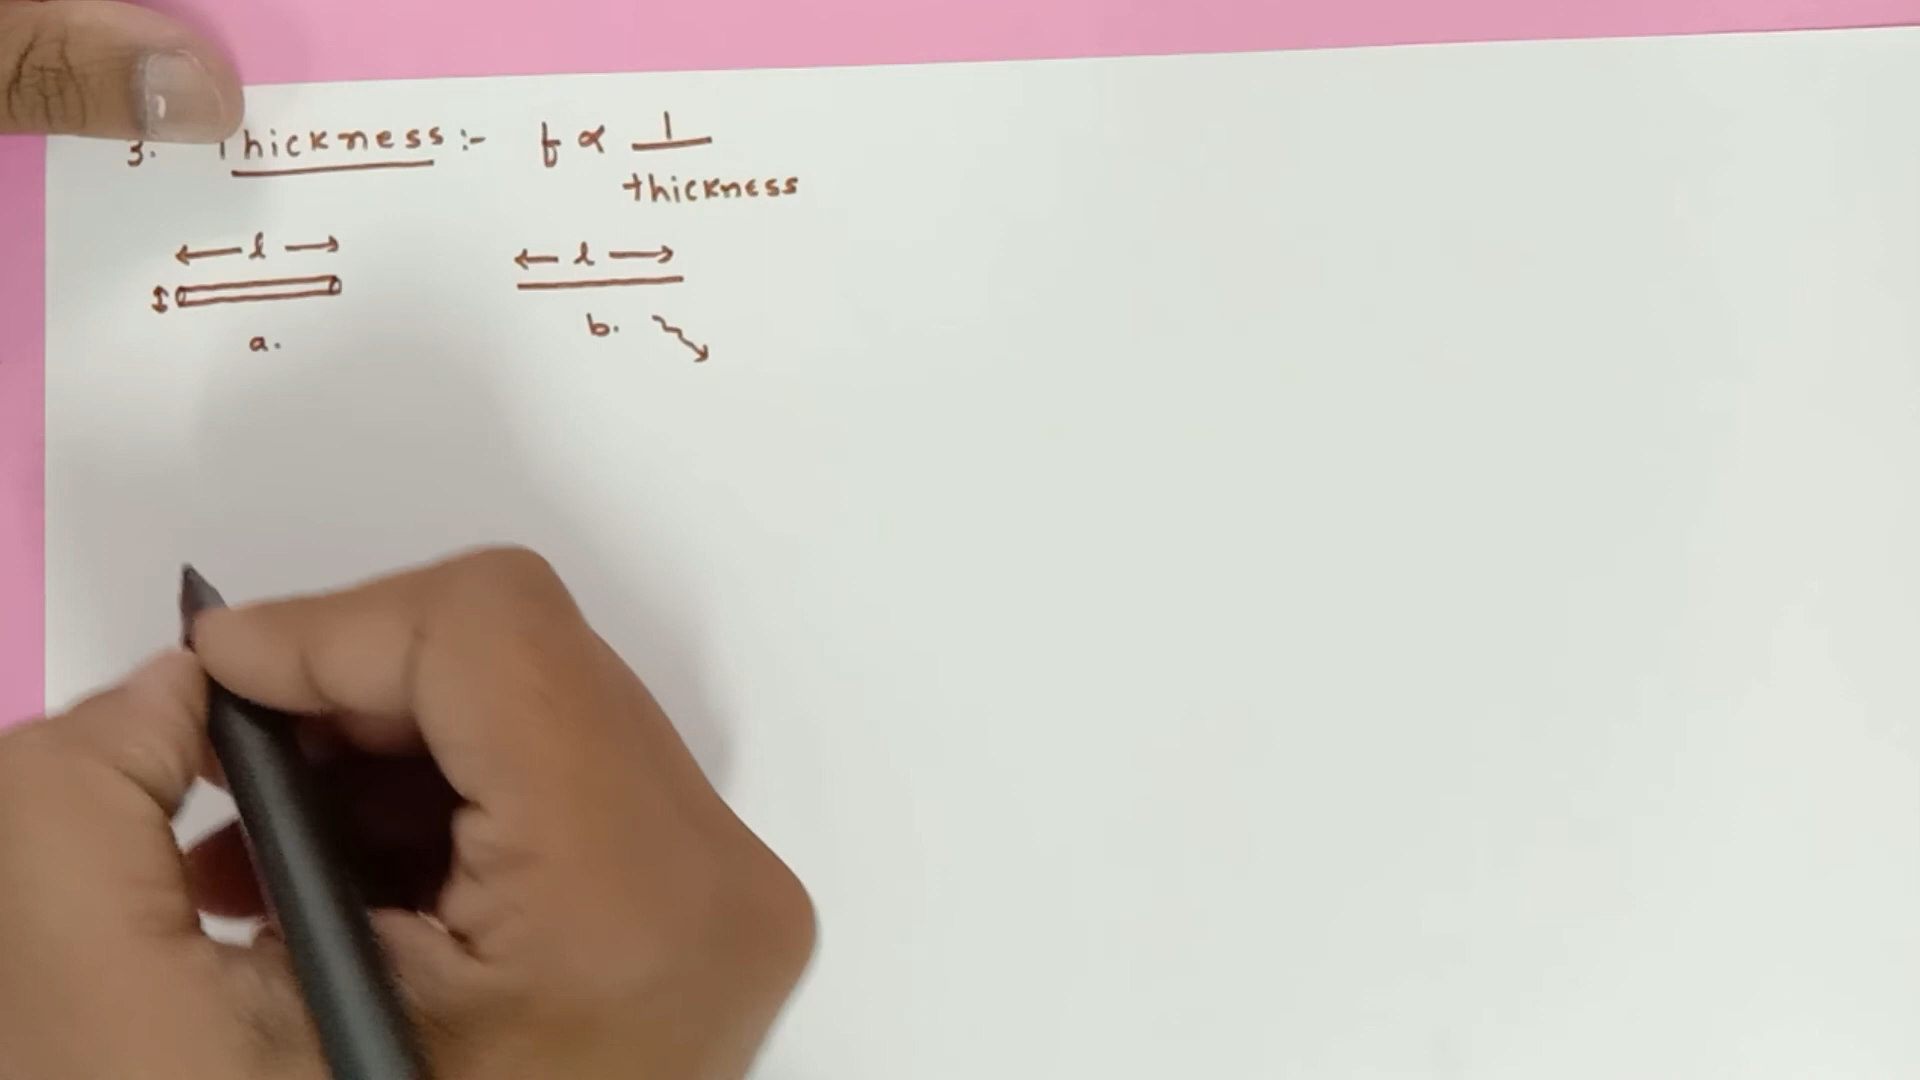 3. Thickness :- f ∝ 1
thickness
l l
a. b.